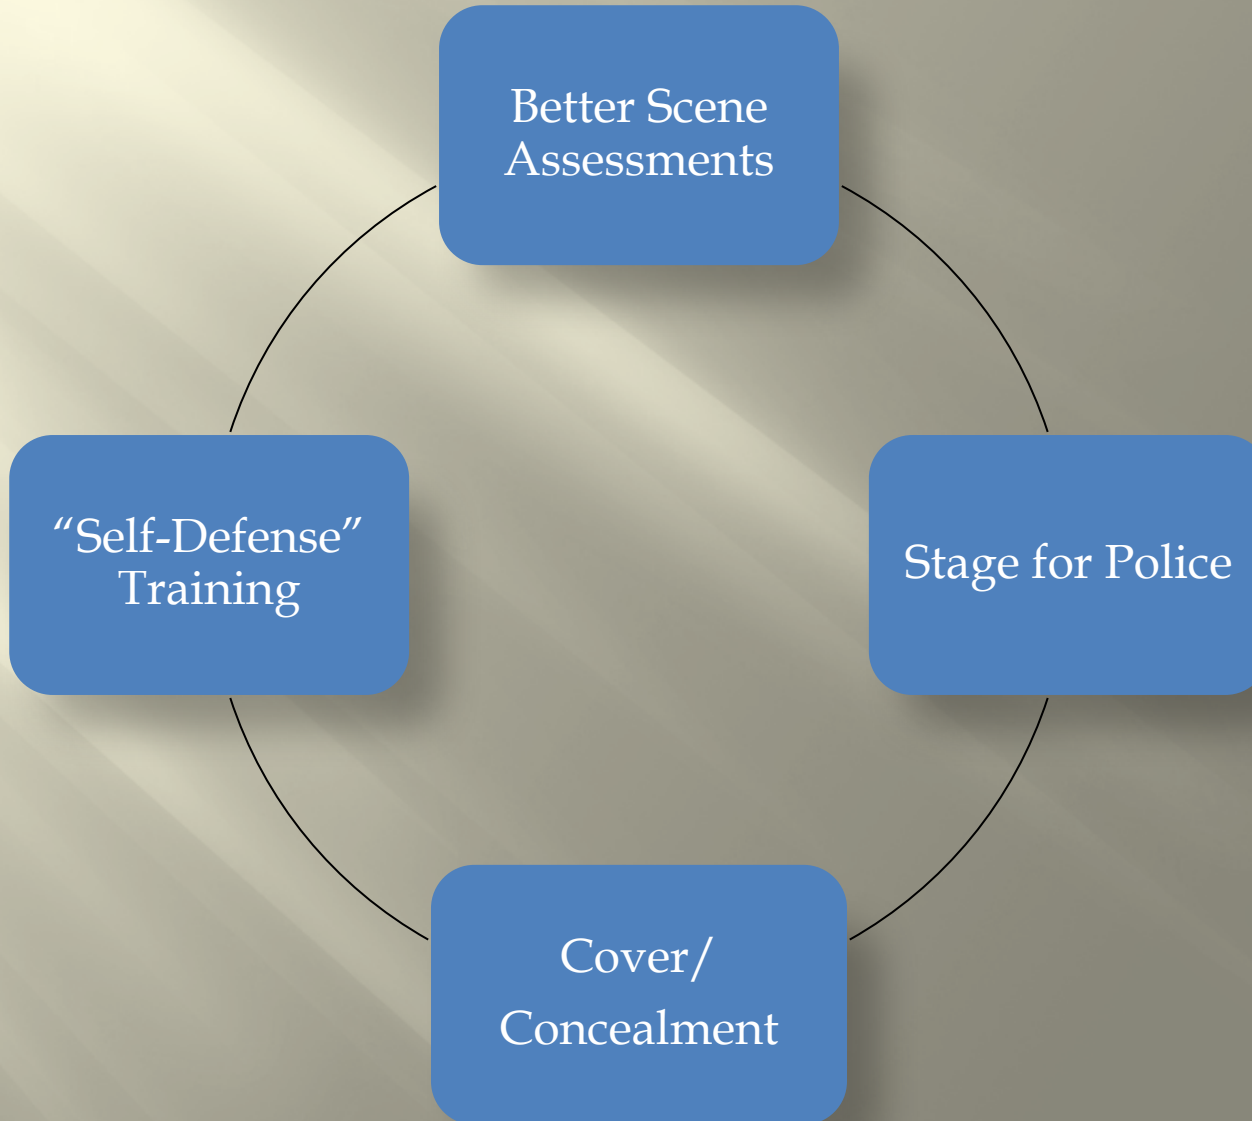 Better Scene
Assessments
“Self-Defense”
Training
Stage for Police
Cover/
Concealment